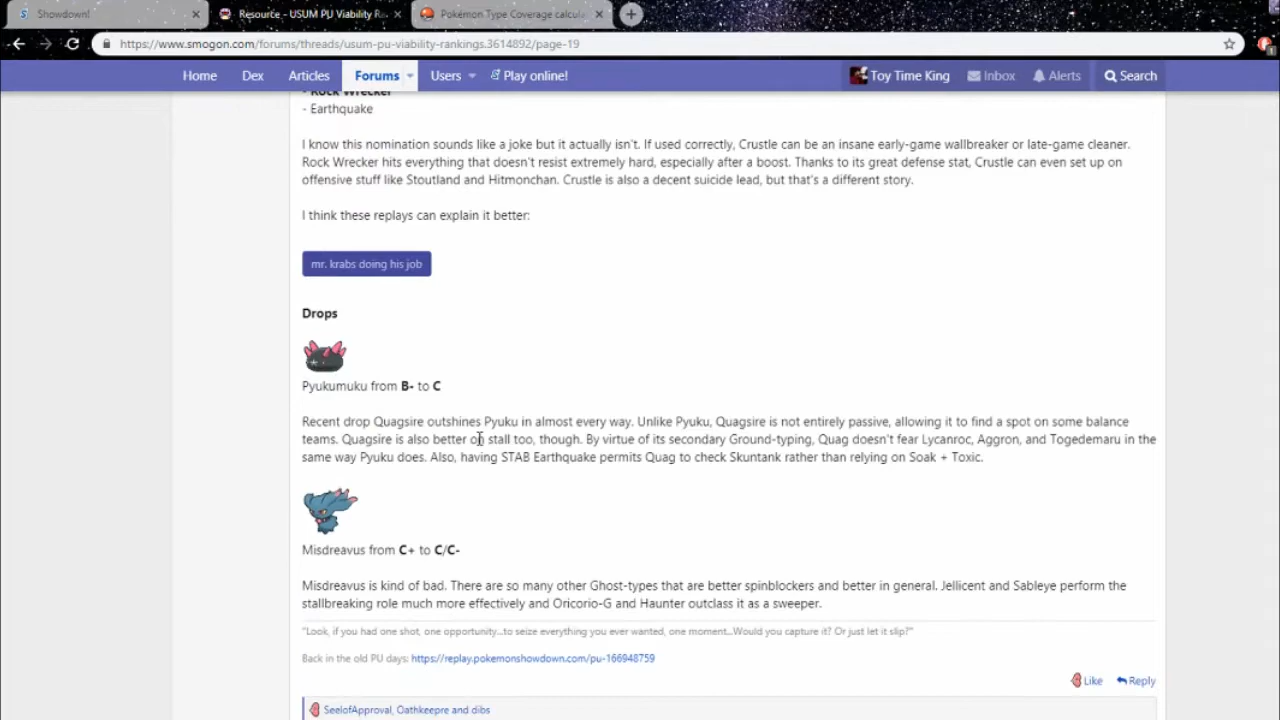 Showdown!
Resource - USUM PU Viability Ra
Pokémon Type Coverage calcula
https://www.smogon.com/forums/threads/usum-pu-viability-rankings.3614892/page-19
Home Dex Articles Forums Users Play online! Toy Time King Inbox Alerts Search
- Rock Wrecker
- Earthquake
I know this nomination sounds like a joke but it actually isn't. If used correctly, Crustle can be an insane early-game wallbreaker or late-game cleaner.
Rock Wrecker hits everything that doesn't resist extremely hard, especially after a boost. Thanks to its great defense stat, Crustle can even set up on
offensive stuff like Stoutland and Hitmonchan. Crustle is also a decent suicide lead, but that's a different story.
I think these replays can explain it better:
mr. krabs doing his job
Drops
Pyukumuku from B- to C
Recent drop Quagsire outshines Pyuku in almost every way. Unlike Pyuku, Quagsire is not entirely passive, allowing it to find a spot on some balance
teams. Quagsire is also better on stall too, though. By virtue of its secondary Ground-typing, Quag doesn't fear Lycanroc, Aggron, and Togedemaru in the
same way Pyuku does. Also, having STAB Earthquake permits Quag to check Skuntank rather than relying on Soak + Toxic.
Misdreavus from C+ to C/C-
Misdreavus is kind of bad. There are so many other Ghost-types that are better spinblockers and better in general. Jellicent and Sableye perform the
stallbreaking role much more effectively and Oricorio-G and Haunter outclass it as a sweeper.
"Look, if you had one shot, one opportunity...to seize everything you ever wanted, one moment...Would you capture it? Or just let it slip?"
Back in the old PU days: https://replay.pokemonshowdown.com/pu-166948759
Like Reply
SeelofApproval, Oathkeepre and dibs